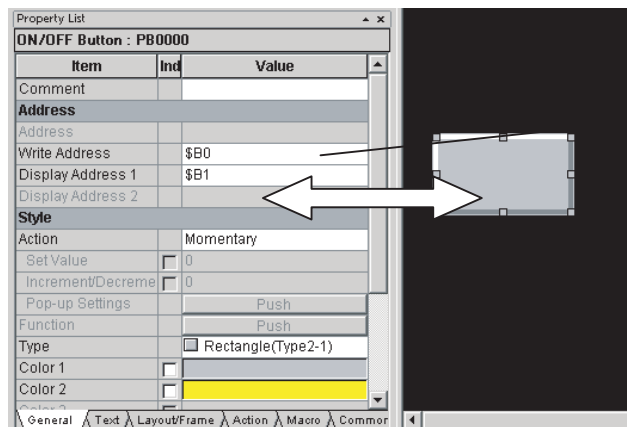 Property List
ON/OFF Button : PB0000
Item Ind Value
Comment
Address
Address
Write Address $B0
Display Address 1 $B1
Display Address 2
Style
Action Momentary
Set Value 0
Increment/Decreme 0
Pop-up Settings Push
Function Push
Type Rectangle(Type2-1)
Color 1
Color 2
General Text Layout/Frame Action Macro Common